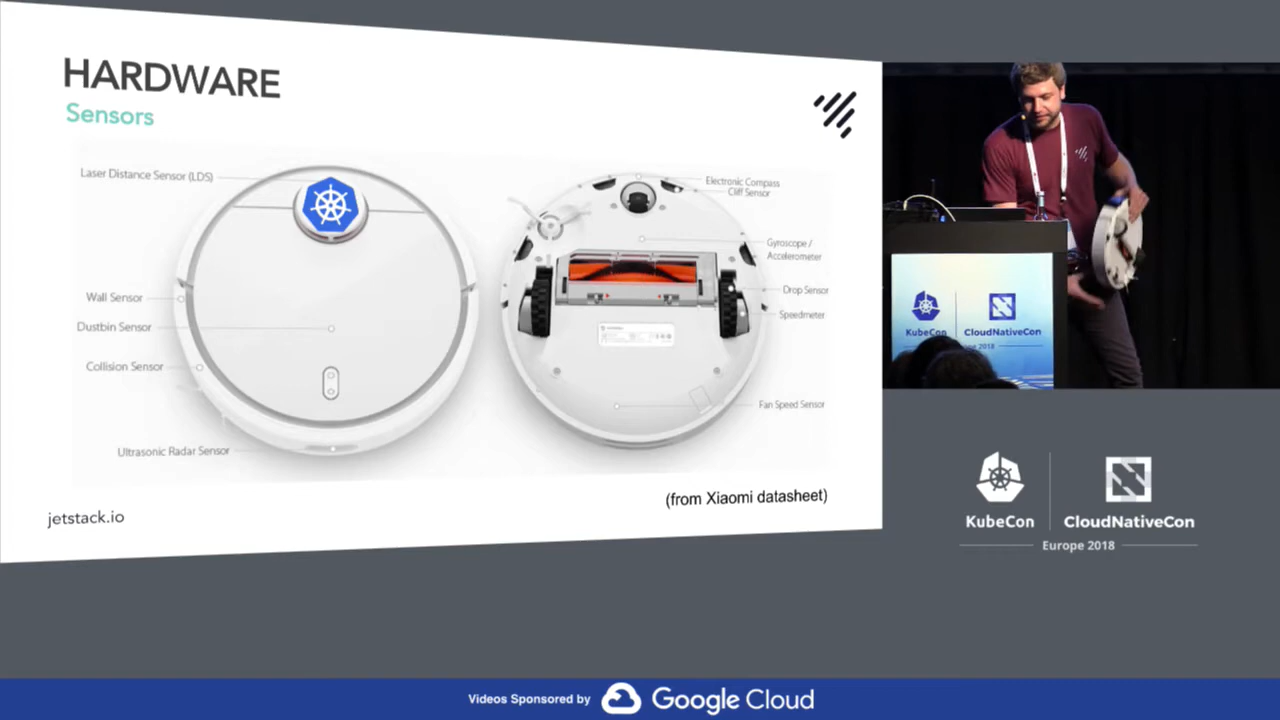 HARDWARE
Sensors
Laser Distance Sensor (LDS)
Wall Sensor
Dustbin Sensor
Collision Sensor
Ultrasonic Radar Sensor
Electronic Compass
Cliff Sensor
Gyroscope /
Accelerometer
Drop Sensor
Speedmeter
Fan Speed Sensor
(from Xiaomi datasheet)
jetstack.io
KubeCon
CloudNativeCon
2018
KubeCon
CloudNativeCon
Europe 2018
Videos Sponsored by
Google Cloud